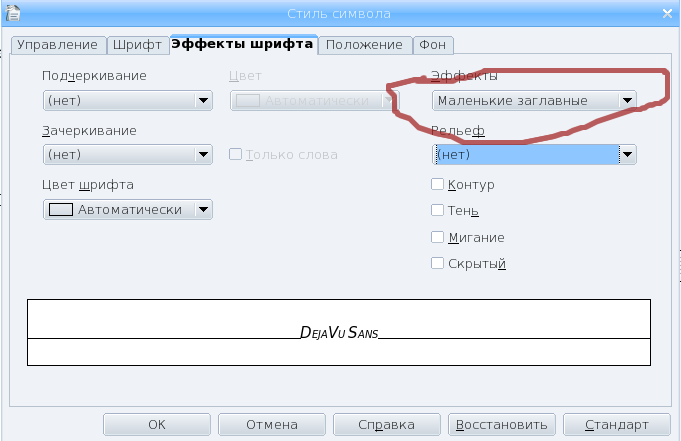 Стиль символа
Управление Шрифт Эффекты шрифта Положение Фон
Подчеркивание Цвет Эффекты
(нет) Автоматически Маленькие заглавные
Зачеркивание Рельеф
(нет) Только слова (нет)
Цвет шрифта Контур
Автоматически Тень
Мигание
Скрытый
DEJAVU SANS
OK Отмена Справка Восстановить Стандарт